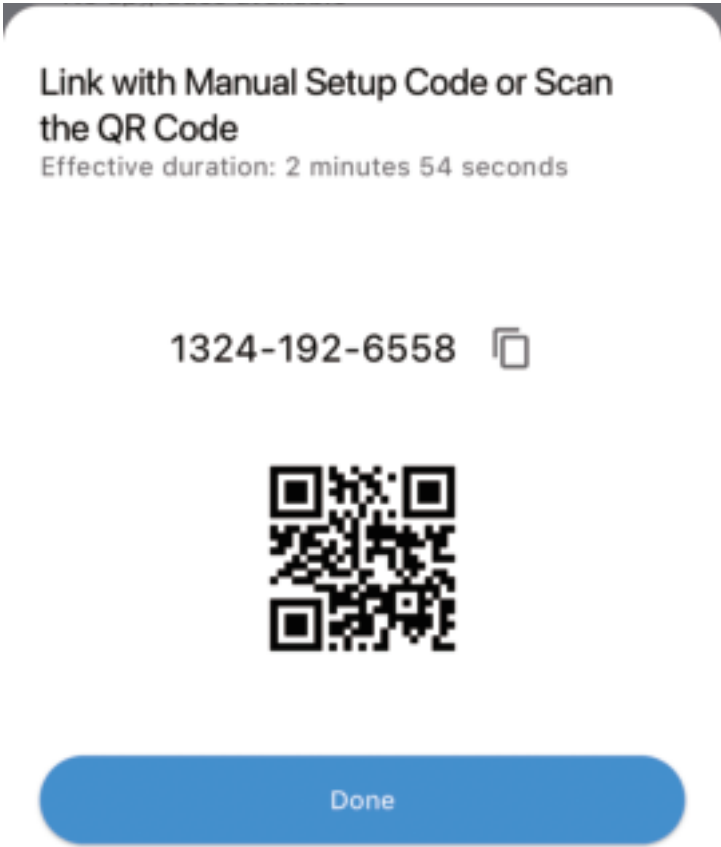 Link with Manual Setup Code or Scan
the QR Code
Effective duration: 2 minutes 54 seconds
1324-192-6558
Done